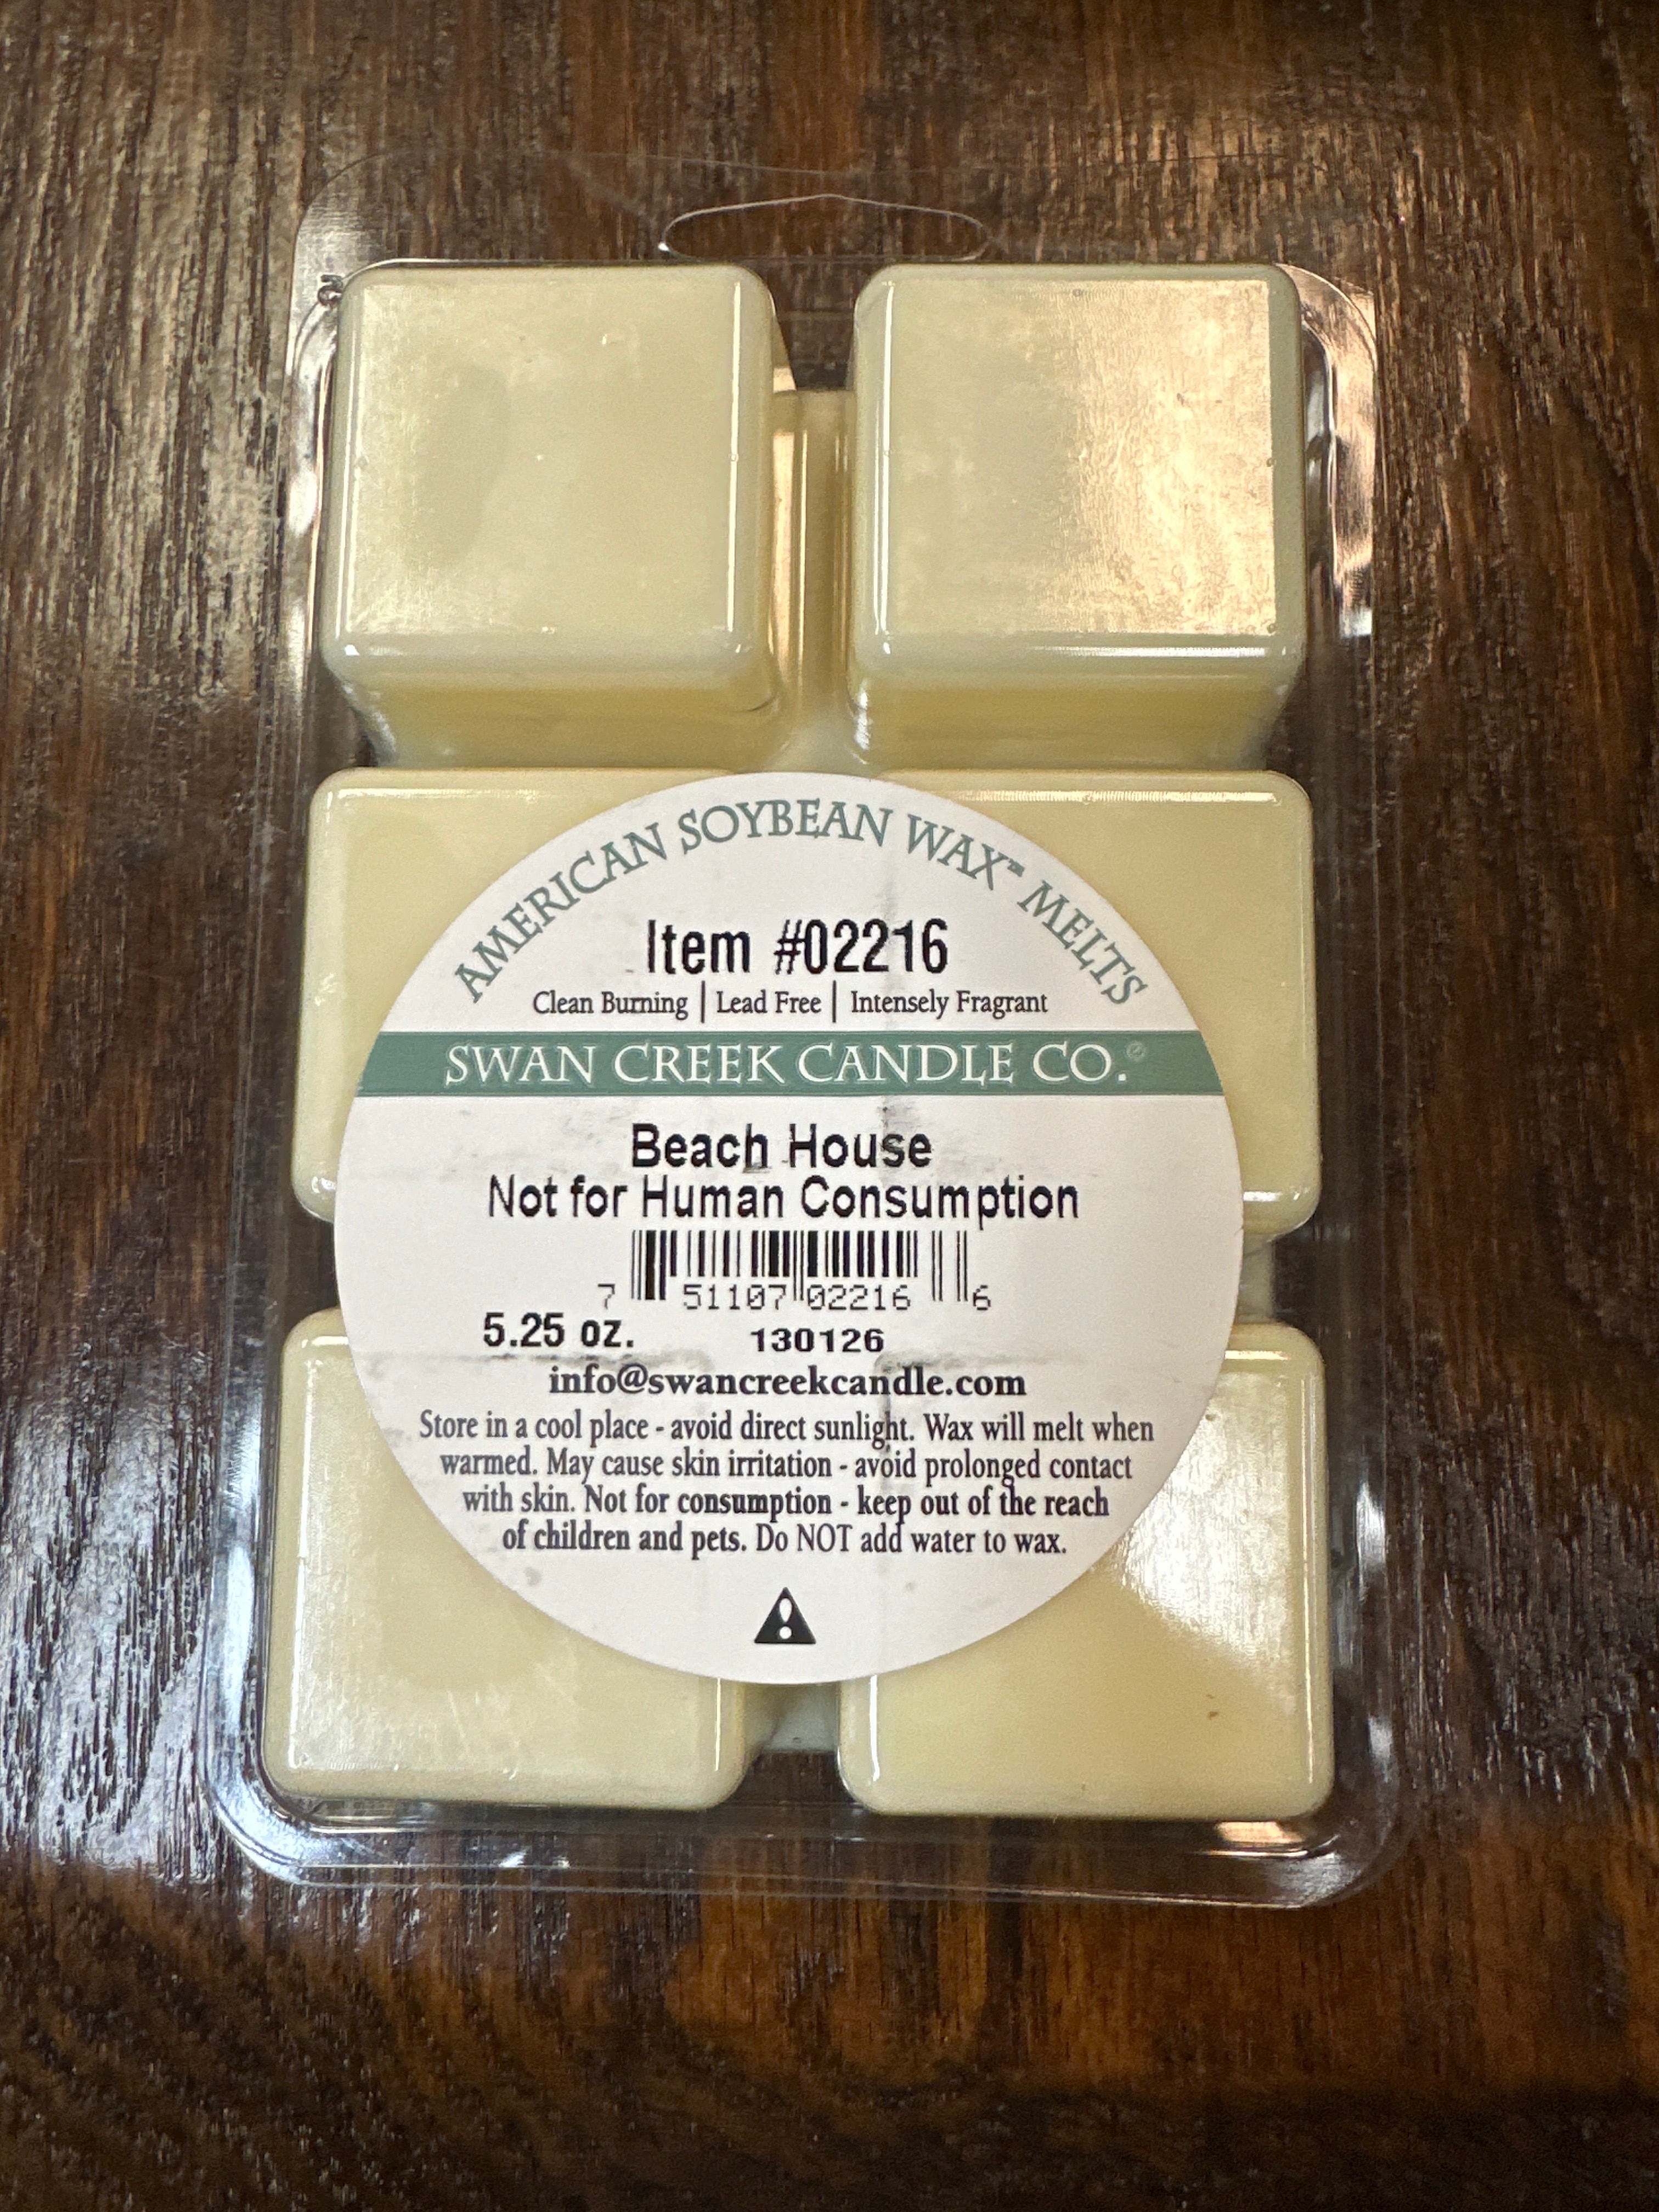 AMERICAN SOYBEAN WAX™ MELTS
Item #02216
Clean Burning | Lead Free | Intensely Fragrant
SWAN CREEK CANDLE CO.®
Beach House
Not for Human Consumption
7 51107 02216 6
5.25 oz. 130126
info@swancreekcandle.com
Store in a cool place - avoid direct sunlight. Wax will melt when
warmed. May cause skin irritation - avoid prolonged contact
with skin. Not for consumption - keep out of the reach
of children and pets. Do NOT add water to wax.